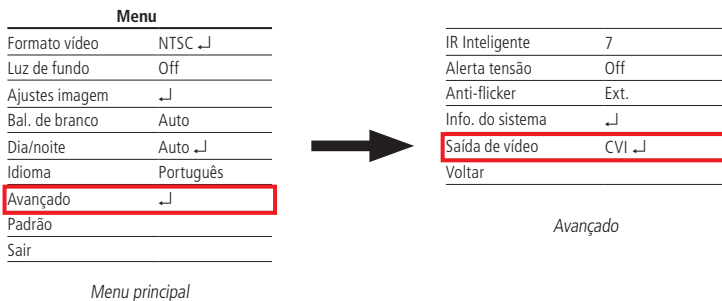 Menu
Formato vídeo NTSC ↵
Luz de fundo Off
Ajustes imagem ↵
Bal. de branco Auto
Dia/noite Auto ↵
Idioma Português
Avançado ↵
Padrão
Sair
Menu principal
IR Inteligente 7
Alerta tensão Off
Anti-flicker Ext.
Info. do sistema ↵
Saída de vídeo CVI ↵
Voltar
Avançado